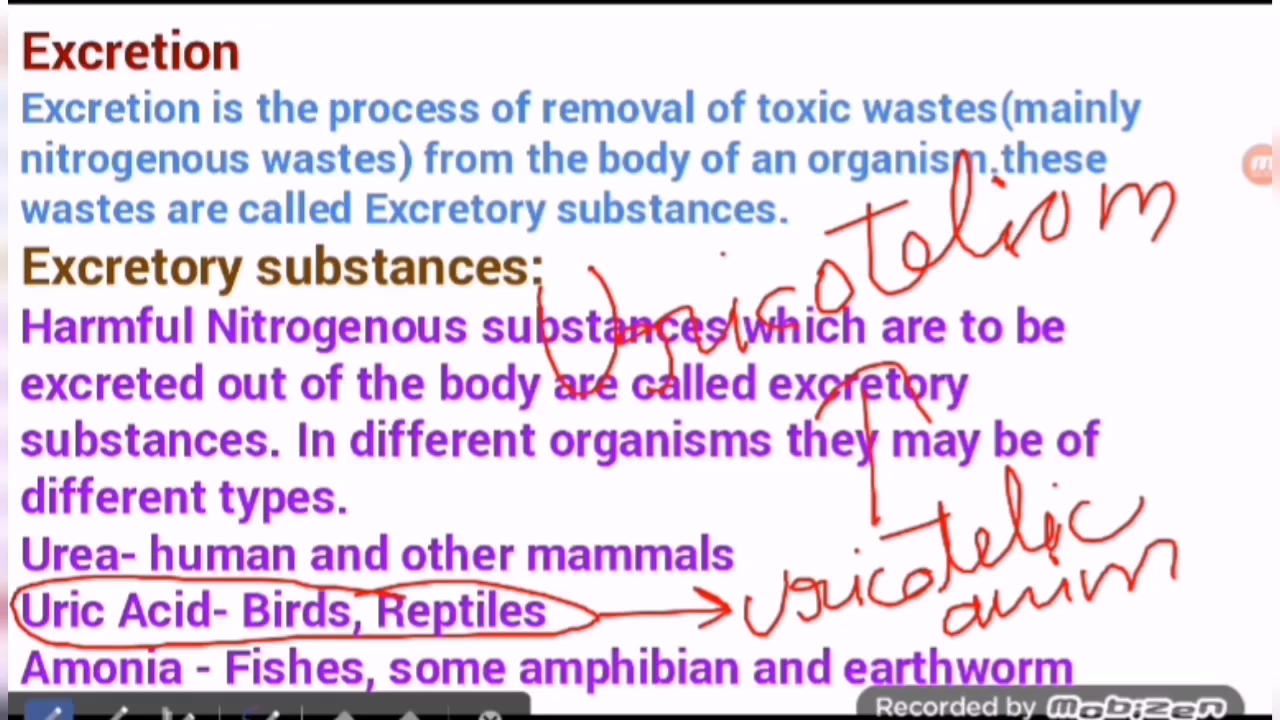 Excretion
Excretion is the process of removal of toxic wastes(mainly
nitrogenous wastes) from the body of an organism.these
wastes are called Excretory substances.
Uricotelism
Excretory substances:
Harmful Nitrogenous substances which are to be
excreted out of the body are called excretory
substances. In different organisms they may be of
different types.
Urea- human and other mammals
Uricotelic
Uric Acid- Birds, Reptiles
Amonia - Fishes, some amphibian and earthworm
Recorded by Mobizen